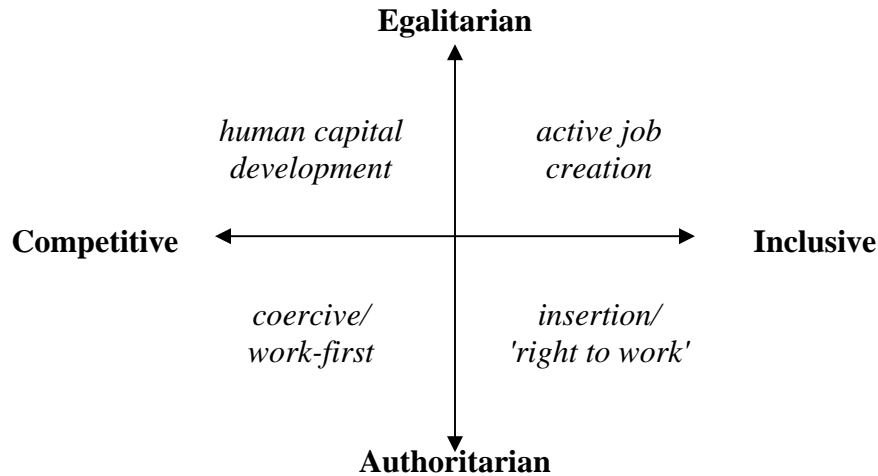 Egalitarian
human capital
development
active job
creation
Competitive
Inclusive
coercive/
work-first
insertion/
'right to work'
Authoritarian